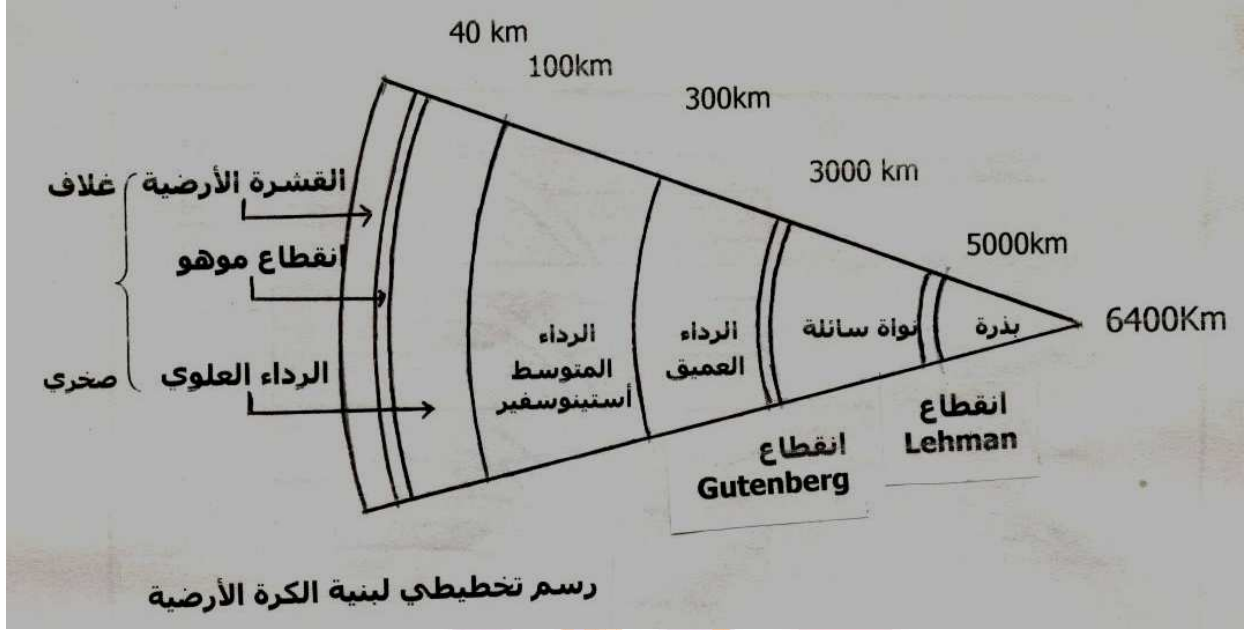 40 km
100km
300km
3000 km
5000km
6400Km
القشرة الأرضية
غلاف
انقطاع موهو
الرداء العلوي
صخري
الرداء
المتوسط
أستينوسفير
الرداء
العميق
نواة سائلة
بذرة
انقطاع
Gutenberg
انقطاع
Lehman
رسم تخطيطي لبنية الكرة الأرضية